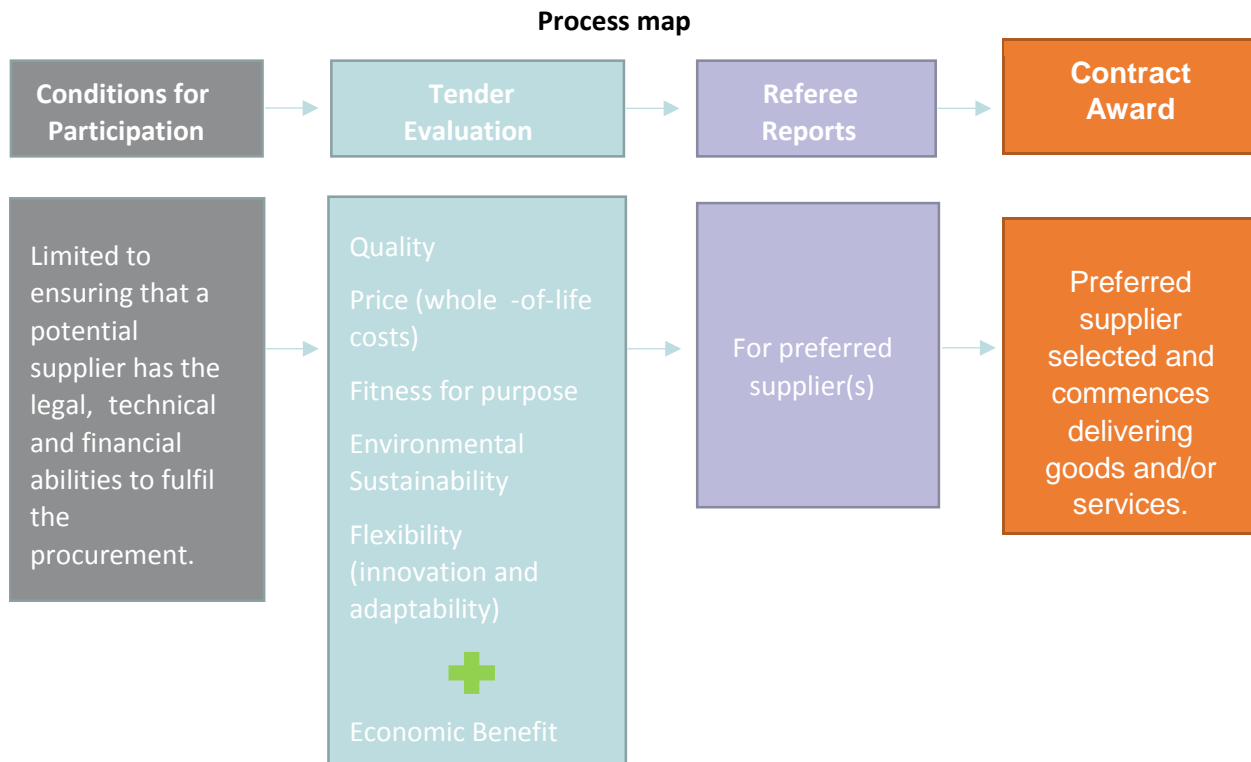 Process map
Conditions for
Participation
Tender
Evaluation
Referee
Reports
Contract
Award
Limited to
ensuring that a
potential
supplier has the
legal,  technical
and financial
abilities to fulfil
the
procurement.
Quality
Price (whole  -of-life
costs)
Fitness for purpose
Environmental
Sustainability
Flexibility
(innovation and
adaptability)
Economic Benefit
For preferred
supplier(s)
Preferred
supplier
selected and
commences
delivering
goods and/or
services.